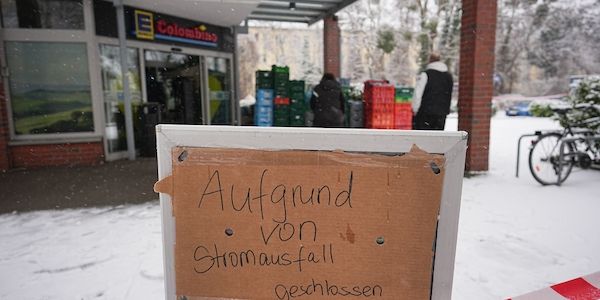 E Colombino
Aufgrund
von
Stromausfall
geschlossen